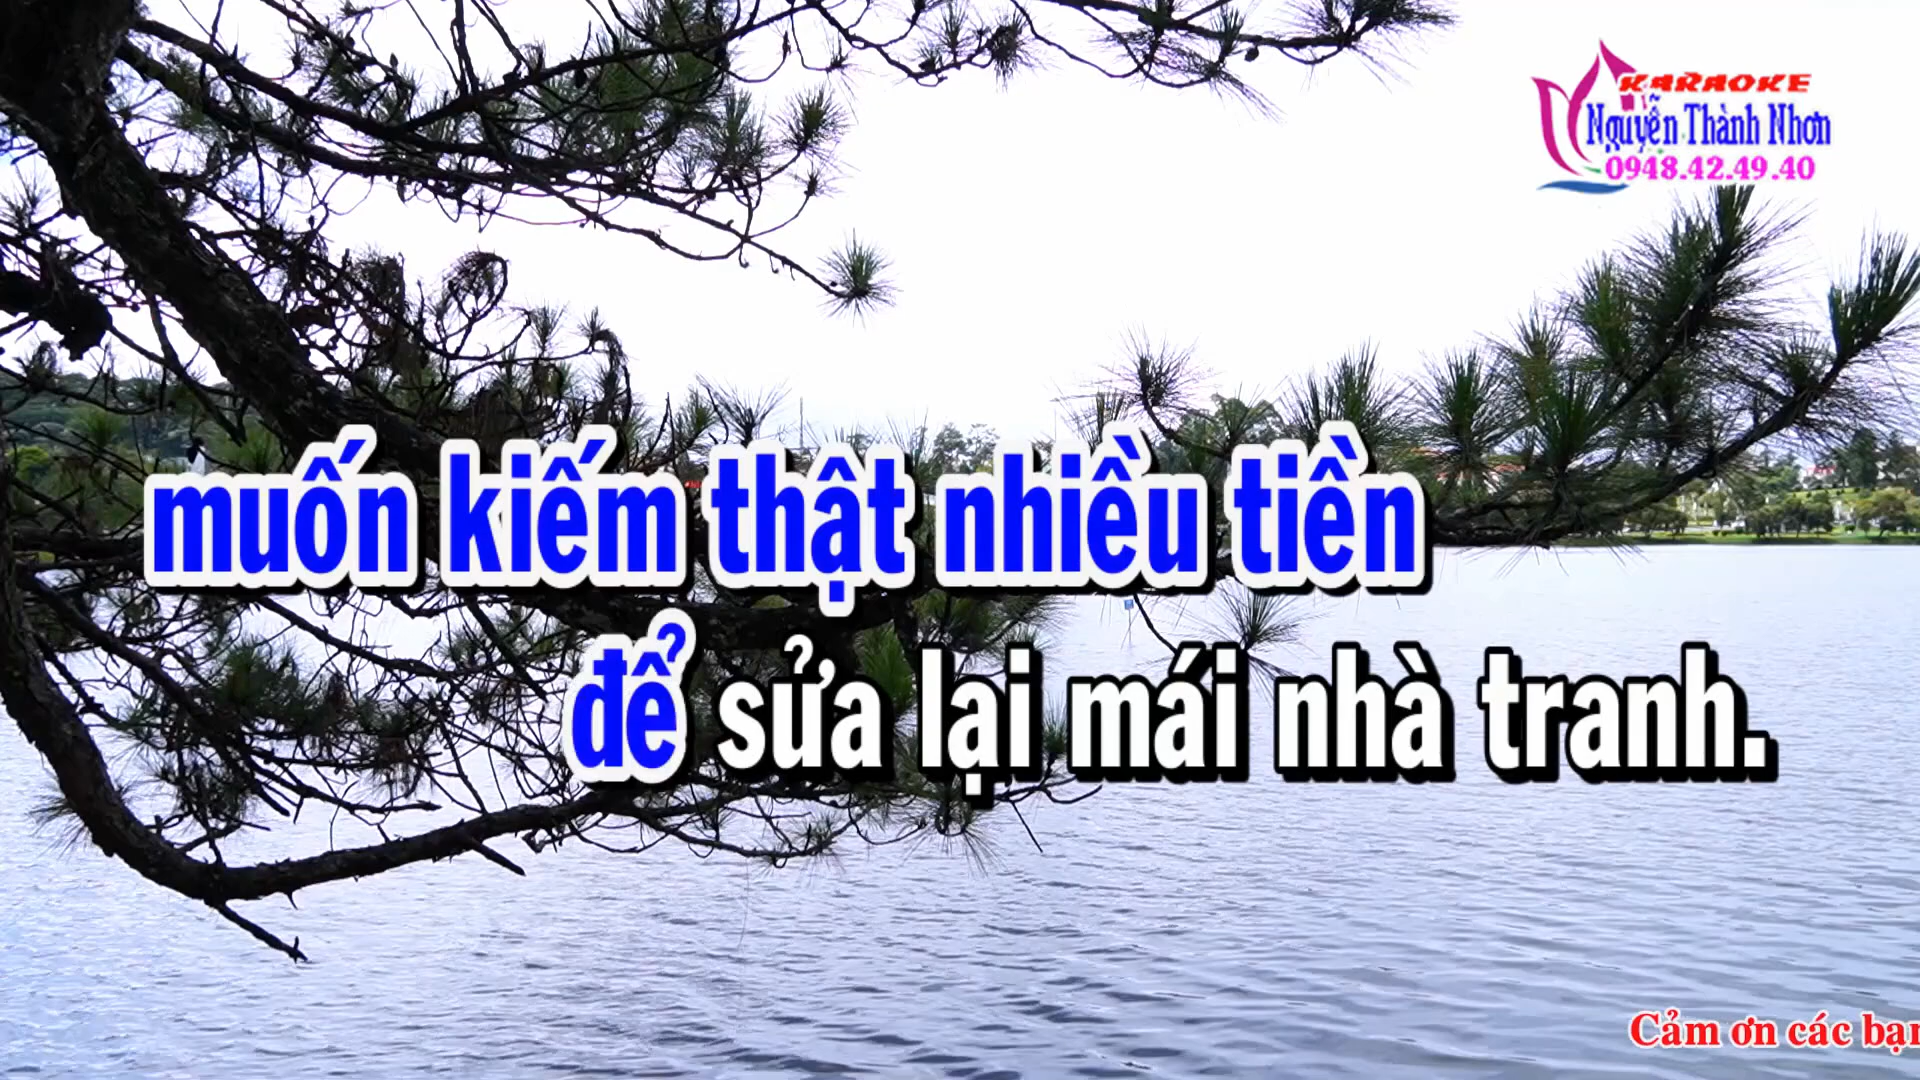 KARAOKE
Nguyễn Thành Nhơn
0948.42.49.40
muốn kiếm thật nhiều tiền
để sửa lại mái nhà tranh.
Cảm ơn các bạn